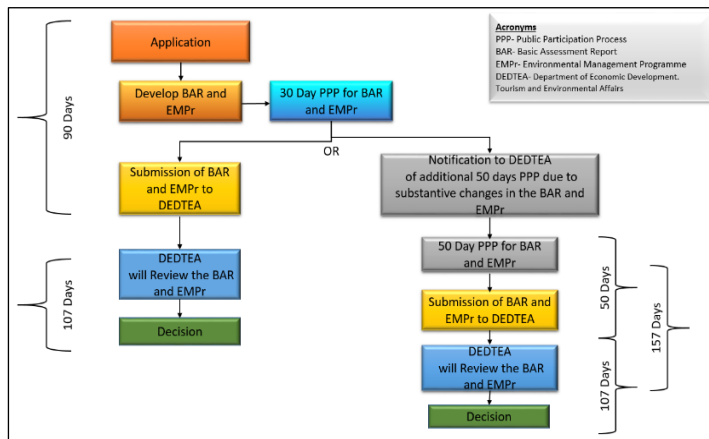 Acronyms
PPP- Public Participation Process
BAR- Basic Assessment Report
EMPr- Environmental Management Programme
DEDTEA- Department of Economic Development.
Tourism and Environmental Affairs
Application
Develop BAR and
EMPr
30 Day PPP for BAR
and EMPr
90 Days
OR
Submission of BAR
and EMPr to
DEDTEA
Notification to DEDTEA
of additional 50 days PPP due to
substantive changes in the BAR and
EMPr
DEDTEA
will Review the BAR
and EMPr
107 Days
Decision
50 Day PPP for BAR
and EMPr
Submission of BAR and
EMPr to DEDTEA
50 Days
157 Days
DEDTEA
will Review the BAR
and EMPr
107 Days
Decision